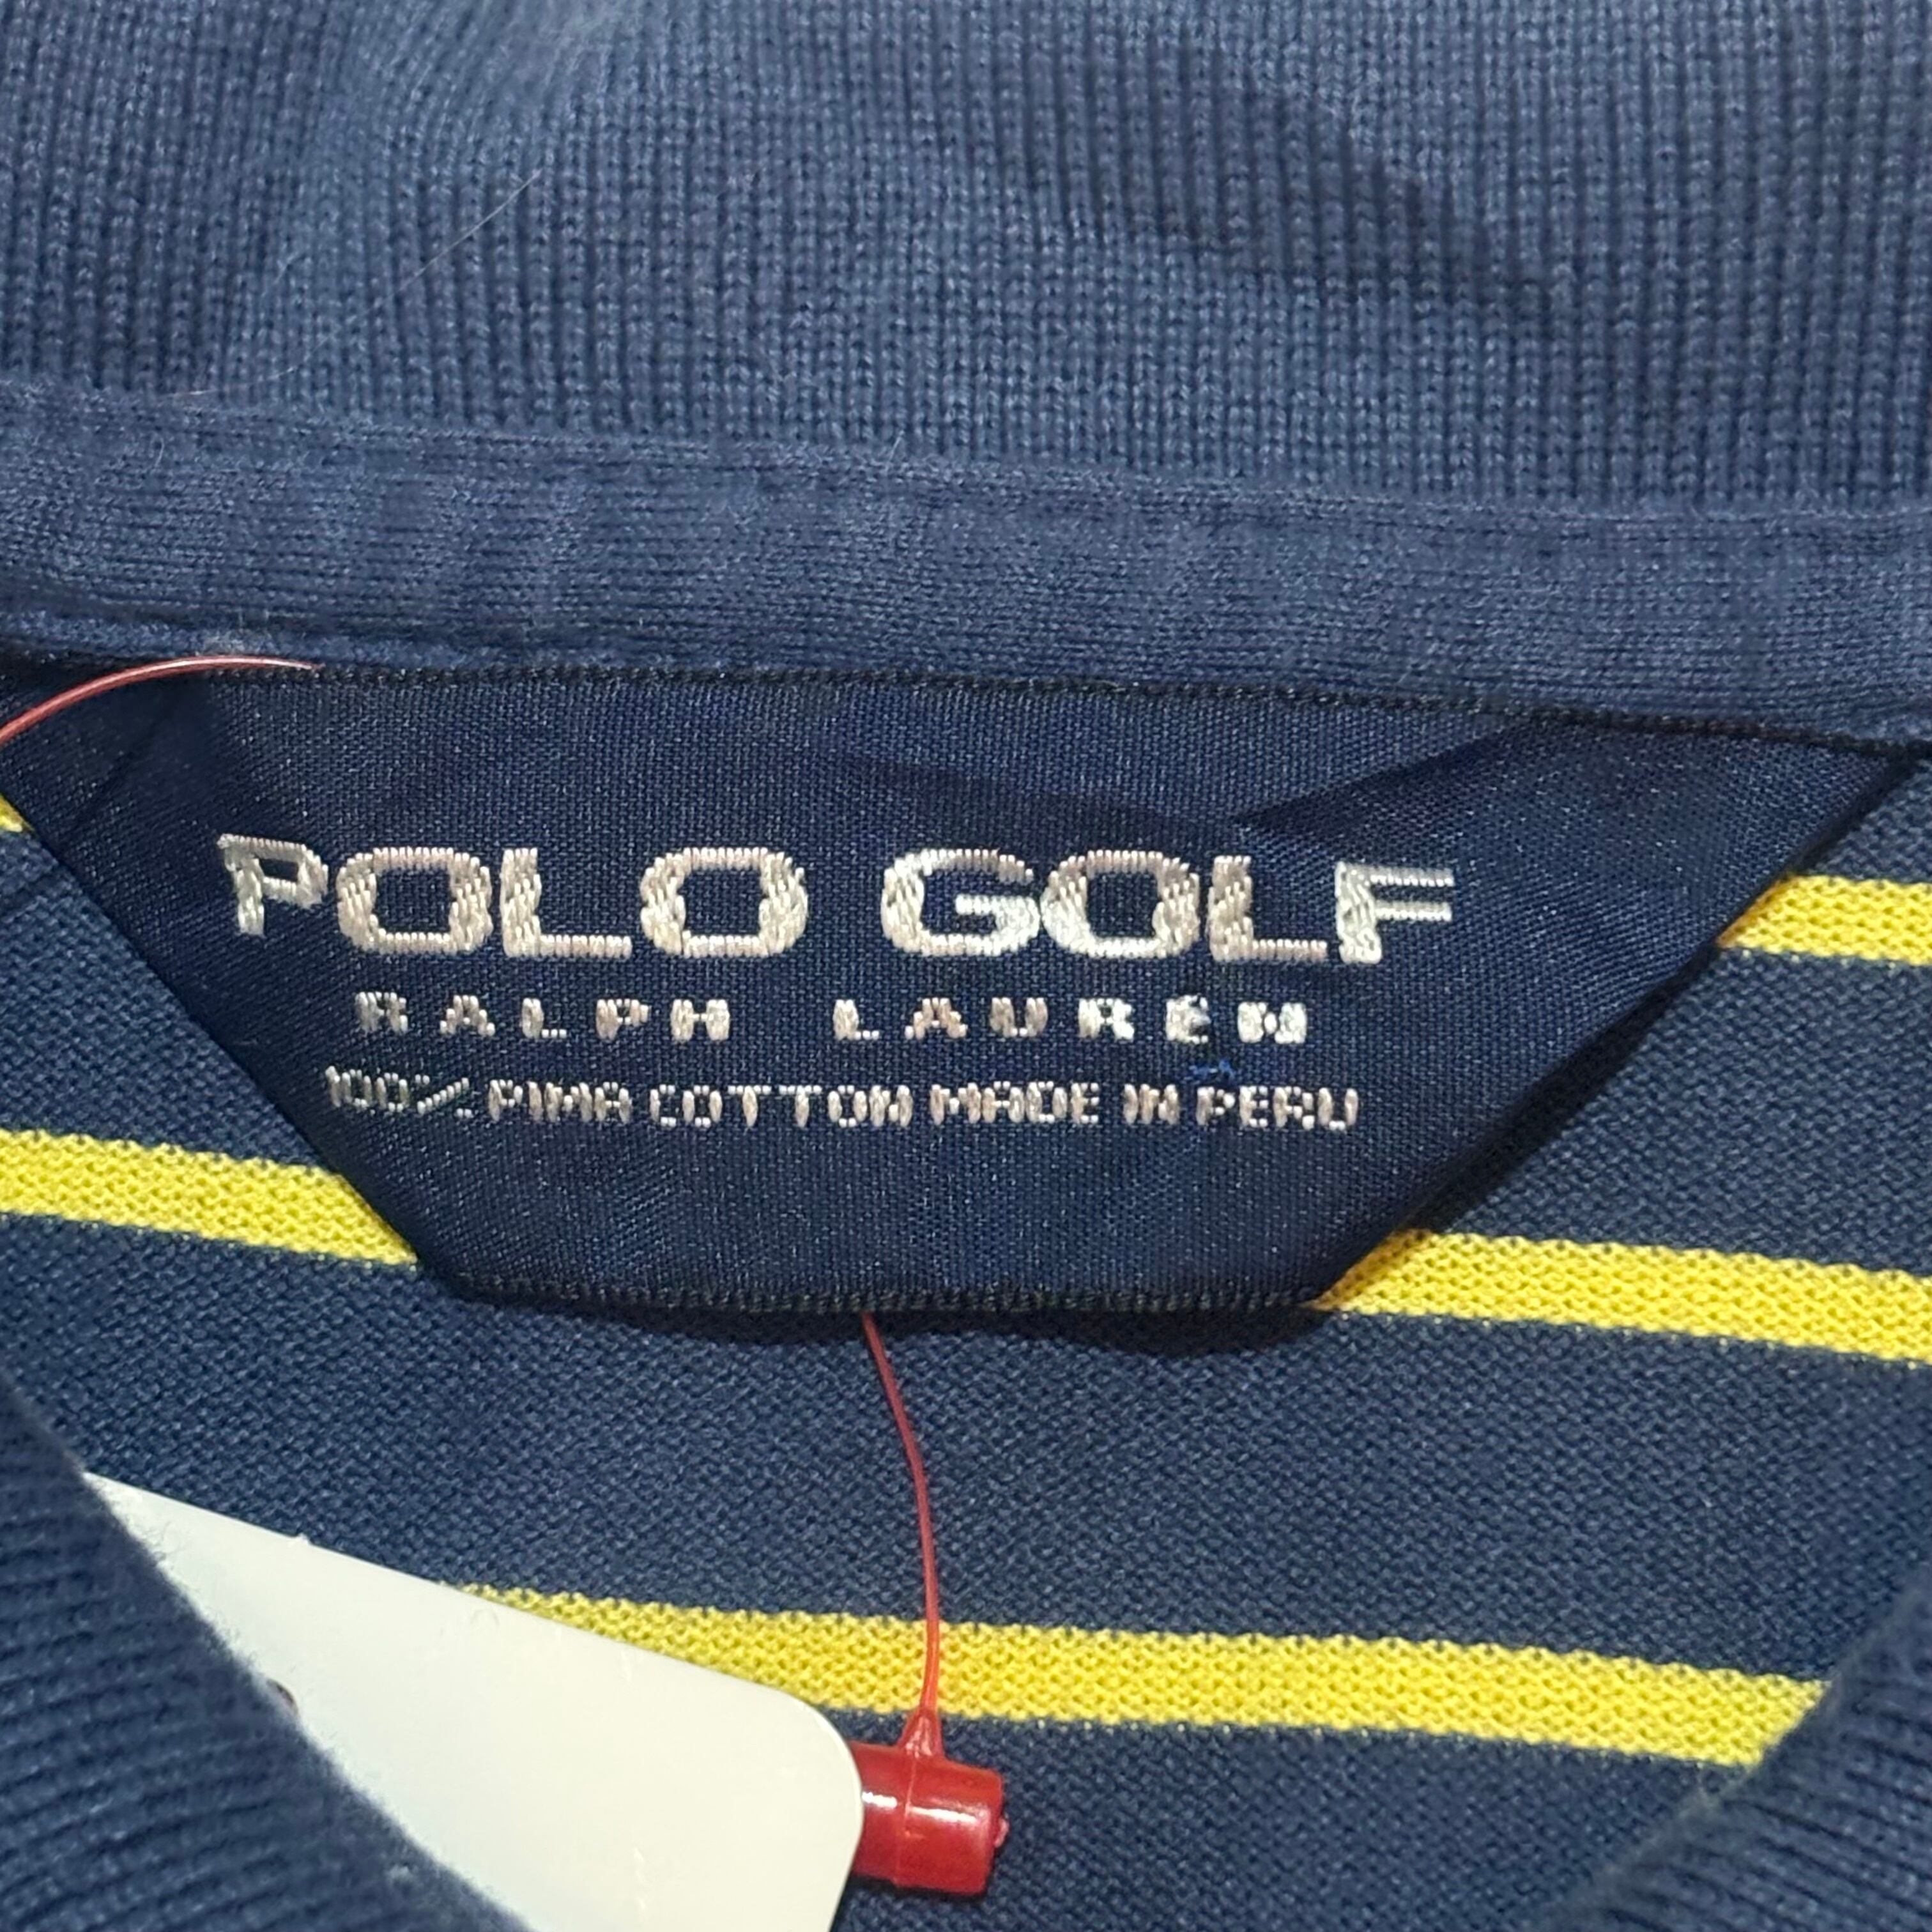 POLO GOLF
RALPH LAUREN
100% PIMA COTTON MADE IN PERU